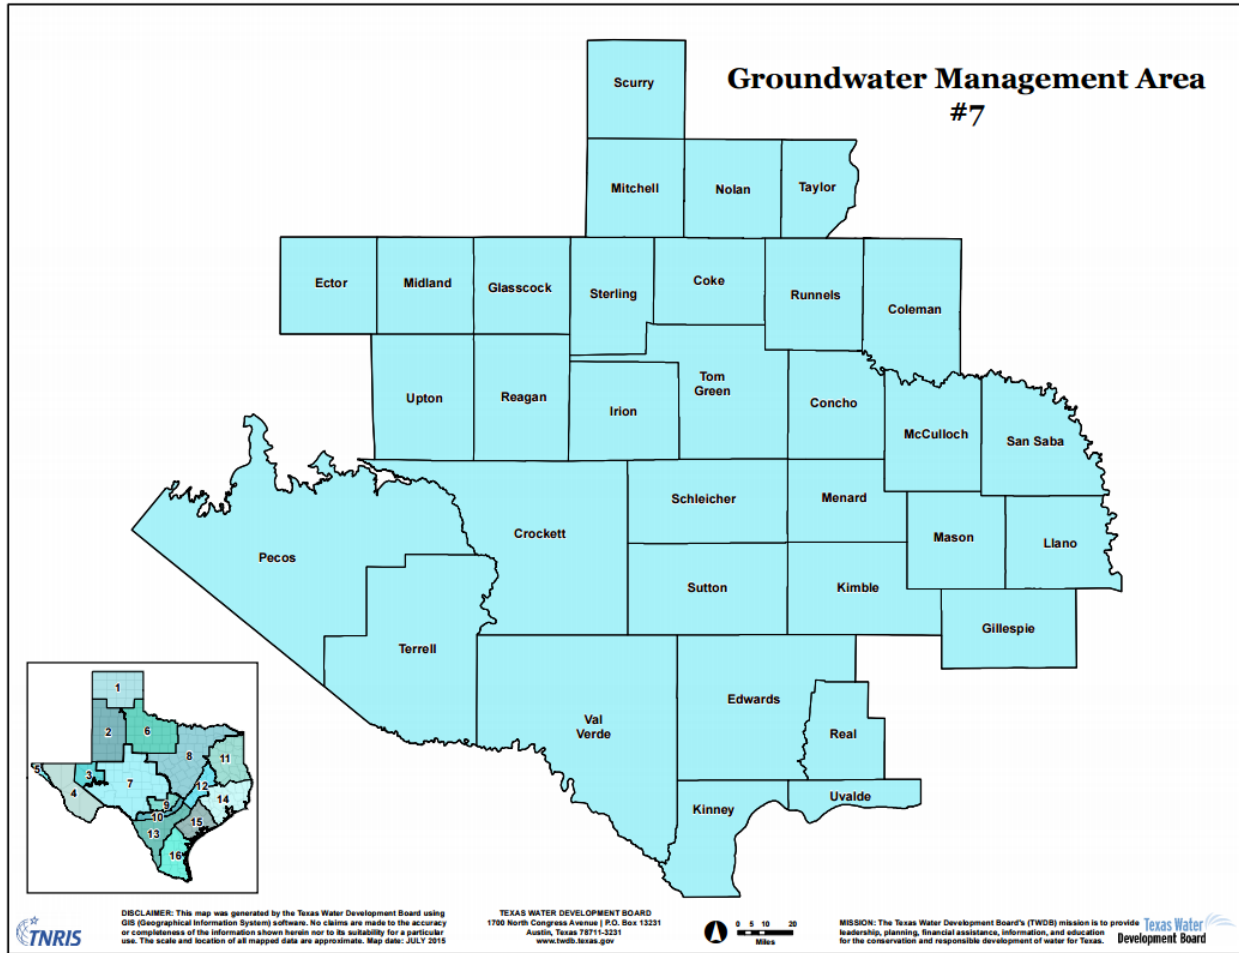 Groundwater Management Area
#7
Scurry
Mitchell
Nolan
Taylor
Ector
Midland
Glasscock
Sterling
Coke
Runnels
Coleman
Upton
Reagan
Irion
Tom
Green
Concho
McCulloch
San Saba
Pecos
Crockett
Schleicher
Menard
Mason
Llano
Sutton
Kimble
Gillespie
Terrell
Val
Verde
Edwards
Real
Kinney
Uvalde
1
2
6
8
11
5
3
4
7
12
9
14
10
15
13
16
TNRIS
DISCLAIMER: This map was generated by the Texas Water Development Board using
GIS (Geographical Information System) software. No claims are made to the accuracy
or completeness of the information shown herein nor to its suitability for a particular
use. The scale and location of all mapped data are approximate. Map date: JULY 2015
TEXAS WATER DEVELOPMENT BOARD
1700 North Congress Avenue | P.O. Box 13231
Austin, Texas 78711-3231
www.twdb.texas.gov
0 5 10 20
Miles
MISSION: The Texas Water Development Board's (TWDB) mission is to provide
leadership, planning, financial assistance, information, and education
for the conservation and responsible development of water for Texas.
Texas Water
Development Board